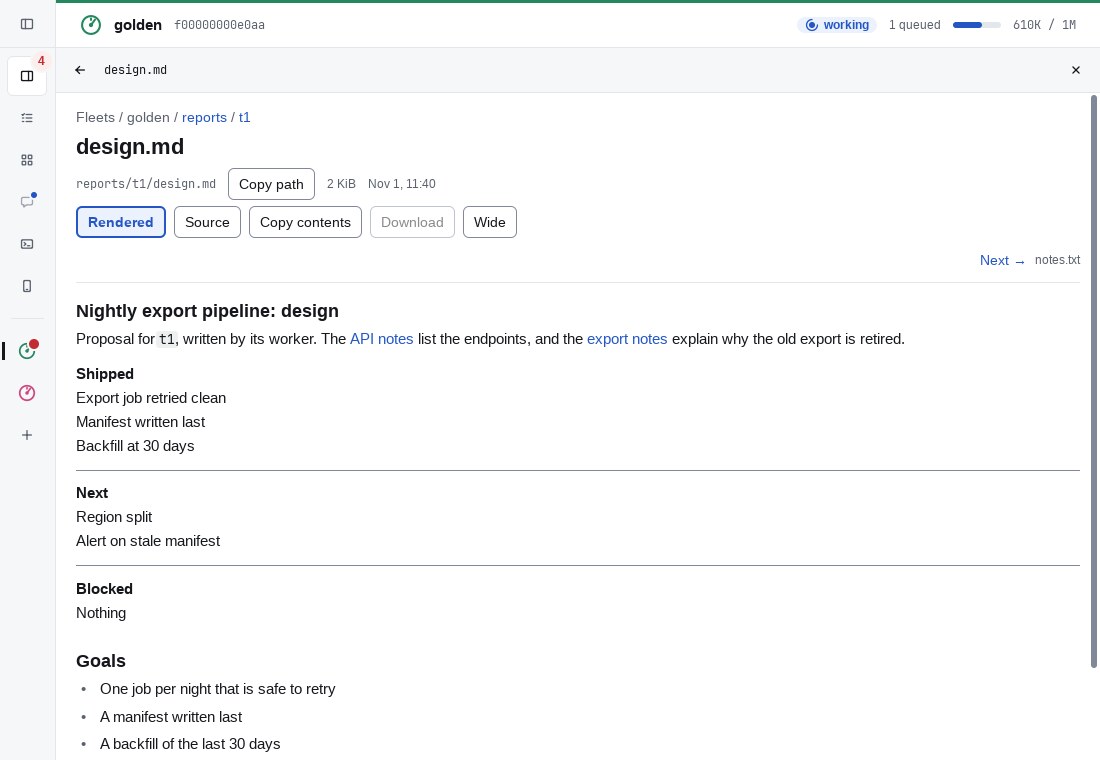 golden f00000000e0aa working 1 queued 610K / 1M
4
design.md
Fleets / golden / reports / t1
design.md
reports/t1/design.md Copy path 2 KiB Nov 1, 11:40
Rendered Source Copy contents Download Wide
Next → notes.txt
Nightly export pipeline: design
Proposal for t1, written by its worker. The API notes list the endpoints, and the export notes explain why the old export is retired.
Shipped
Export job retried clean
Manifest written last
Backfill at 30 days
Next
Region split
Alert on stale manifest
Blocked
Nothing
Goals
• One job per night that is safe to retry
• A manifest written last
• A backfill of the last 30 days